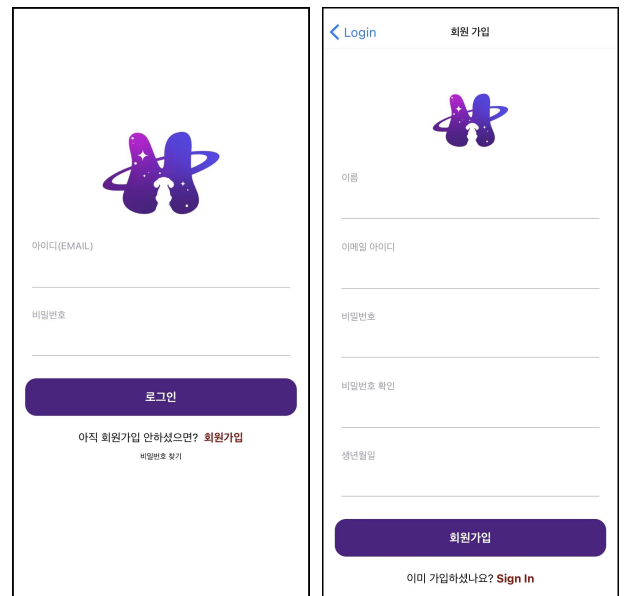 아이디(EMAIL)
비밀번호
로그인
아직 회원가입 안하셨으면? 회원가입
비밀번호 찾기
Login
회원 가입
이름
이메일 아이디
비밀번호
비밀번호 확인
생년월일
회원가입
이미 가입하셨나요? Sign In